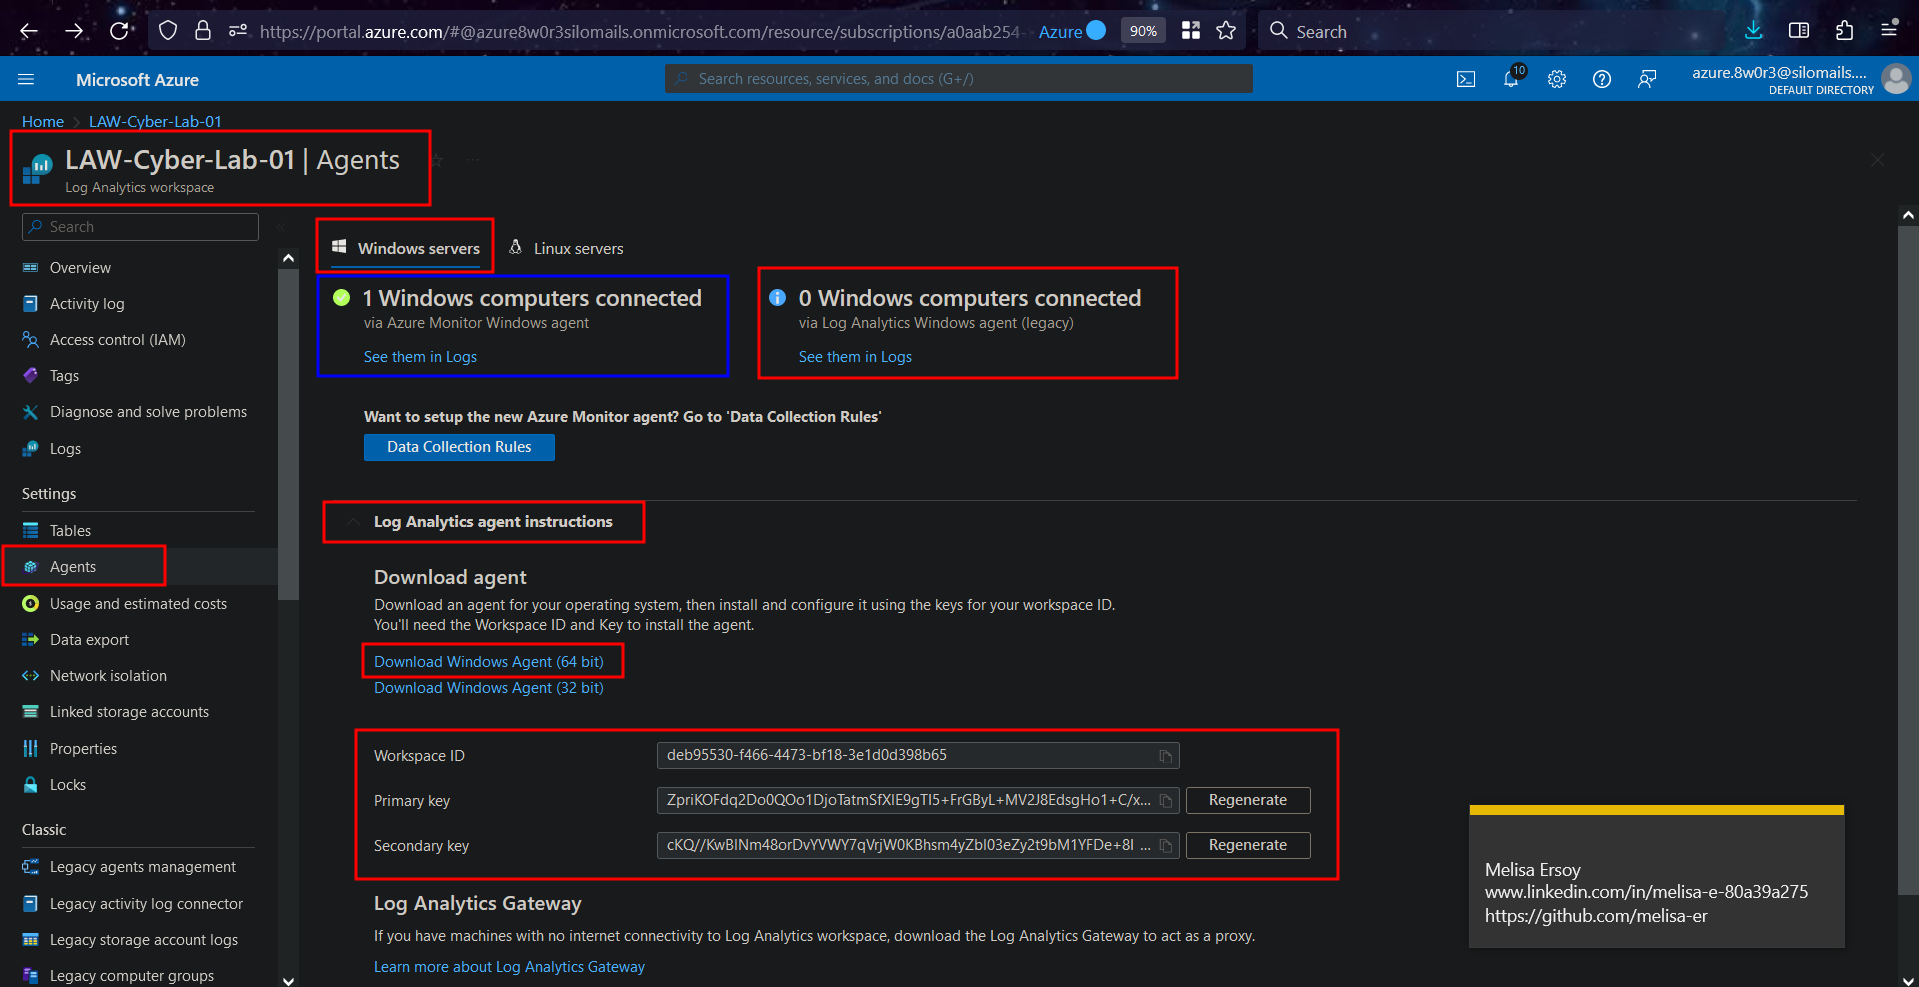 https://portal.azure.com/#@azure8w0r3silomails.onmicrosoft.com/resource/subscriptions/a0aab254-
Azure
90%
Search
Microsoft Azure
Search resources, services, and docs (G+/)
10
azure.8w0r3@silomails....
DEFAULT DIRECTORY
Home > LAW-Cyber-Lab-01
LAW-Cyber-Lab-01 | Agents
Log Analytics workspace
Search
Overview
Activity log
Access control (IAM)
Tags
Diagnose and solve problems
Logs
Settings
Tables
Agents
Usage and estimated costs
Data export
Network isolation
Linked storage accounts
Properties
Locks
Classic
Legacy agents management
Legacy activity log connector
Legacy storage account logs
Legacy computer groups
Windows servers
Linux servers
1 Windows computers connected
via Azure Monitor Windows agent
See them in Logs
0 Windows computers connected
via Log Analytics Windows agent (legacy)
See them in Logs
Want to setup the new Azure Monitor agent? Go to 'Data Collection Rules'
Data Collection Rules
Log Analytics agent instructions
Download agent
Download an agent for your operating system, then install and configure it using the keys for your workspace ID.
You'll need the Workspace ID and Key to install the agent.
Download Windows Agent (64 bit)
Download Windows Agent (32 bit)
Workspace ID
deb95530-f466-4473-bf18-3e1d0d398b65
Primary key
ZpriKOFdq2Do0QOo1DjoTatmSfXIE9gTI5+FrGByL+MV2J8EdsgHo1+C/x...
Regenerate
Secondary key
cKQ//KwBINm48orDvYVWY7qVrjW0KBhsm4yZbl03eZy2t9bM1YFDe+8I ...
Regenerate
Log Analytics Gateway
If you have machines with no internet connectivity to Log Analytics workspace, download the Log Analytics Gateway to act as a proxy.
Learn more about Log Analytics Gateway
Melisa Ersoy
www.linkedin.com/in/melisa-e-80a39a275
https://github.com/melisa-er